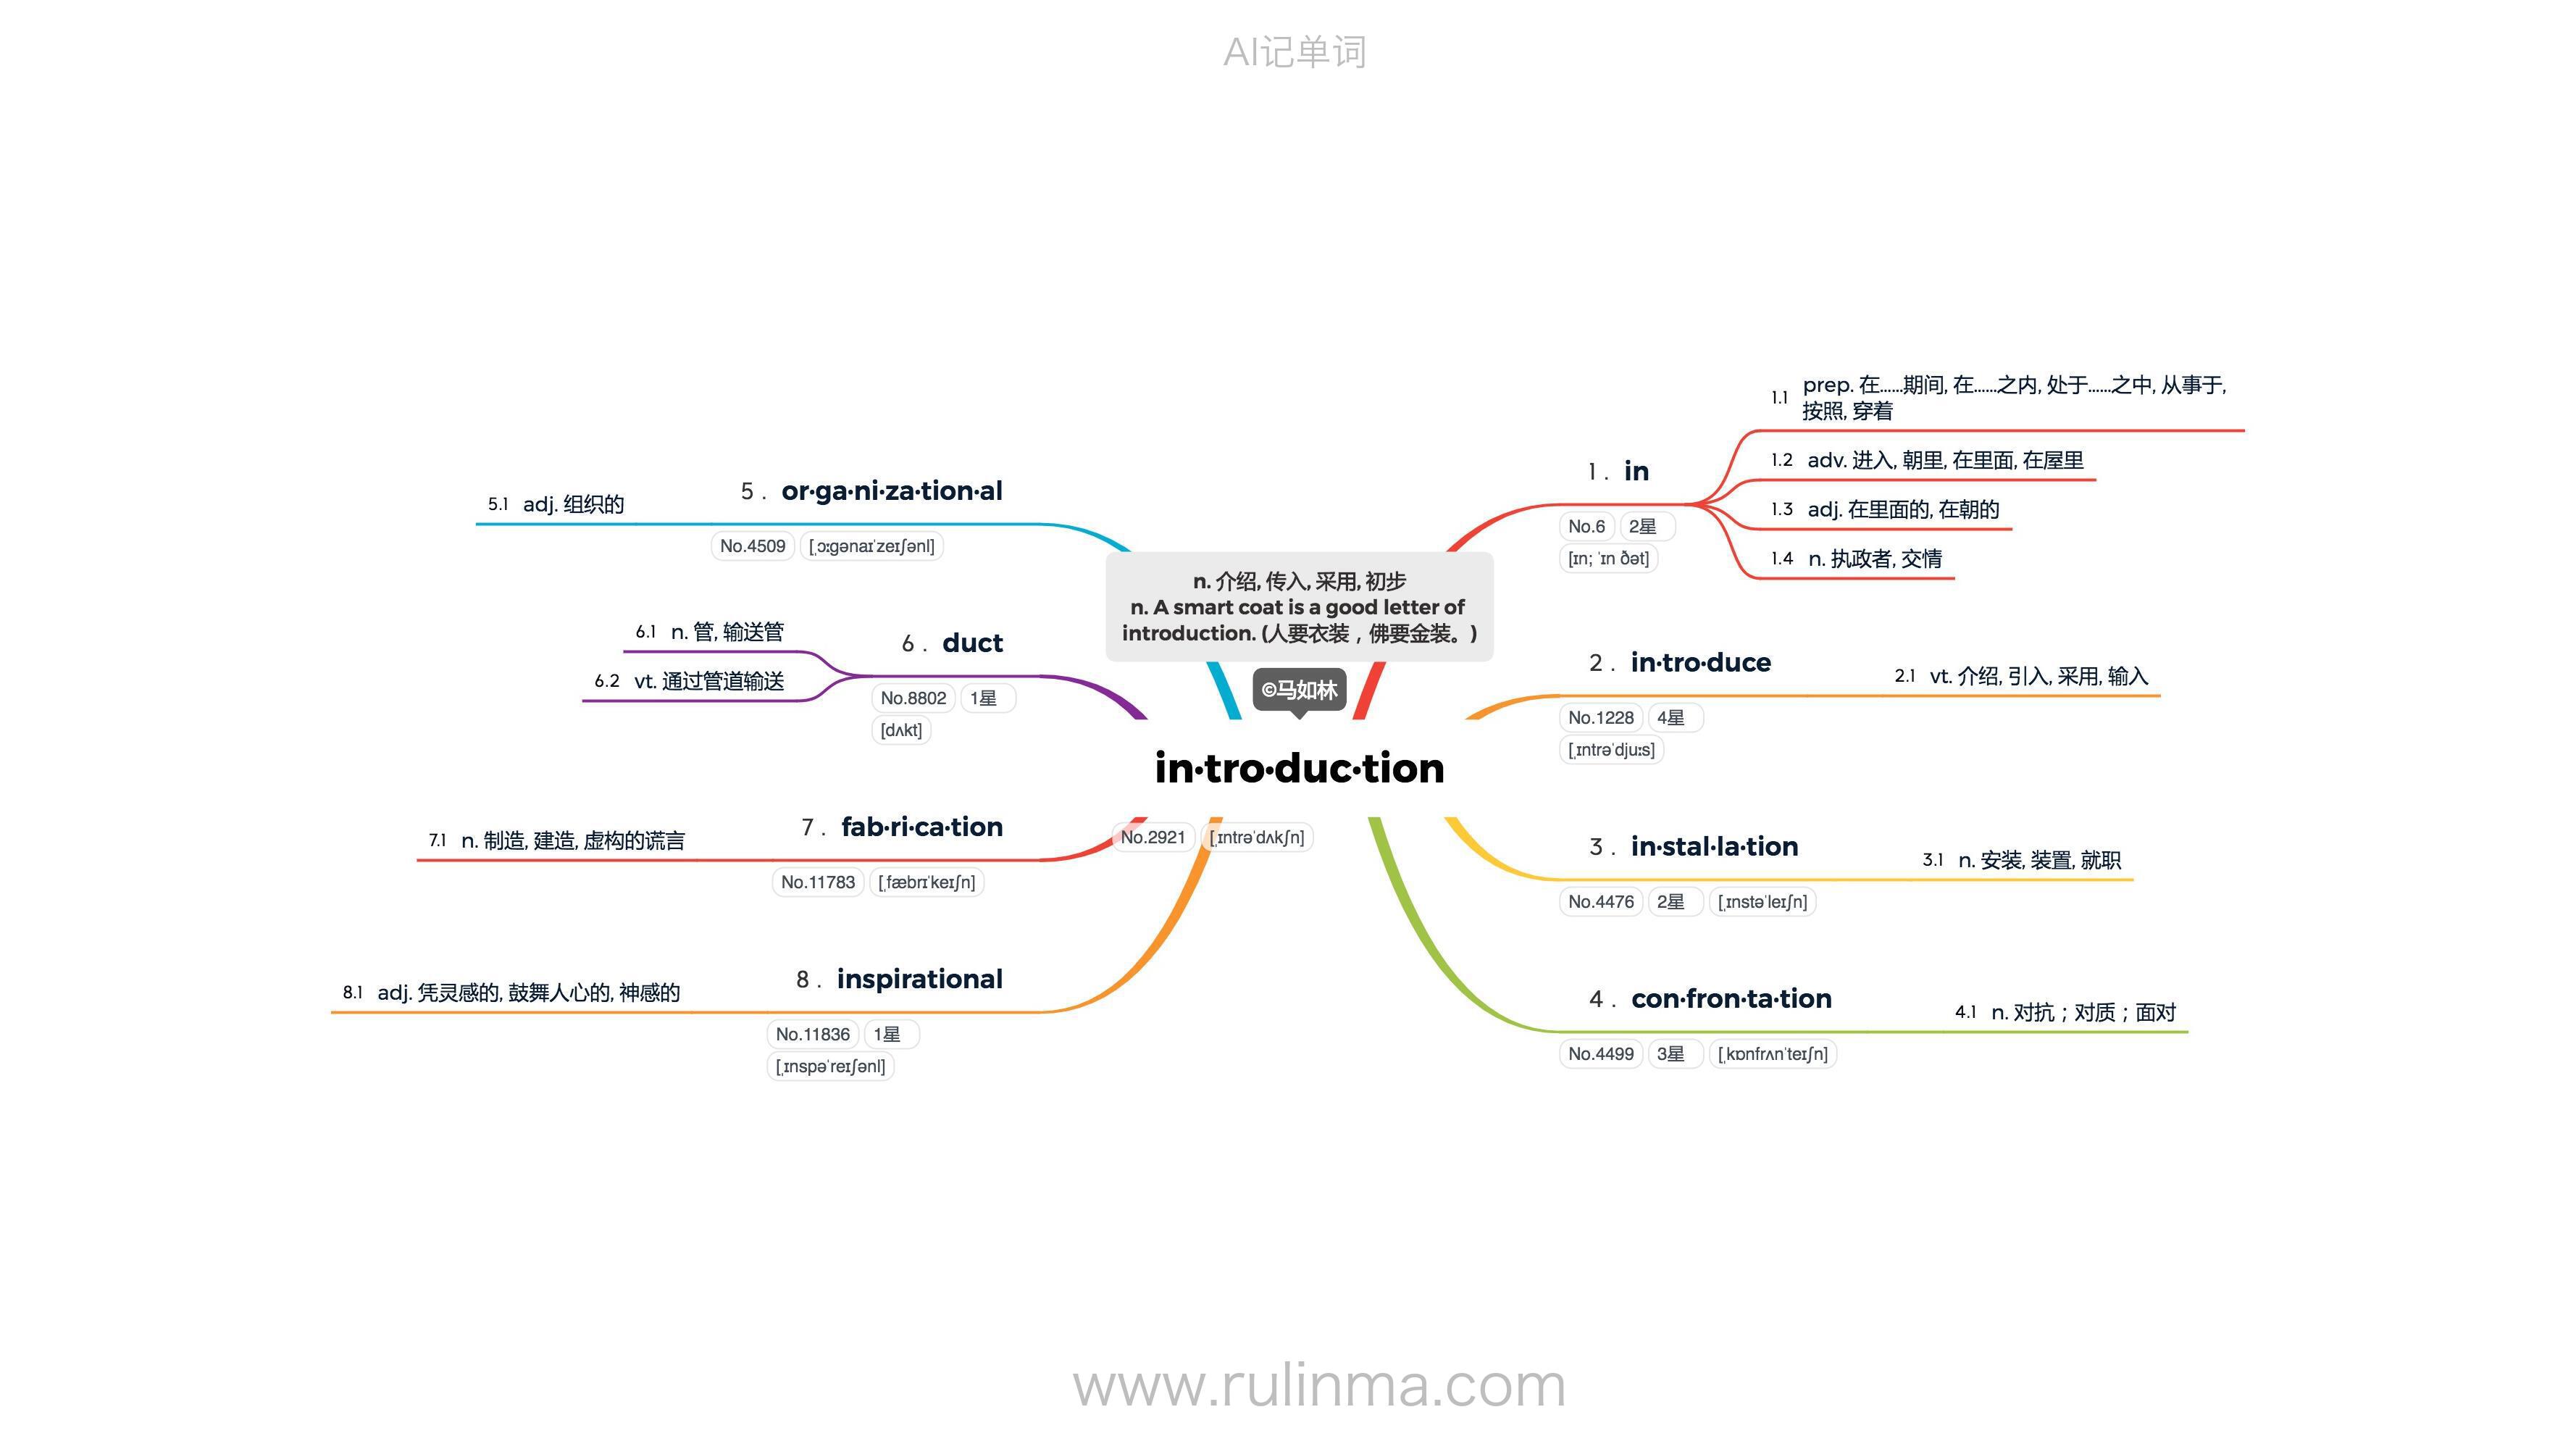 AI记单词
n. 介绍, 传入, 采用, 初步
n. A smart coat is a good letter of
introduction. (人要衣装，佛要金装。)
©马如林
in·tro·duc·tion
No.2921 [ˌɪntrəˈdʌkʃn]
1 . in
No.6 2星
[ɪn; ˈɪn ðət]
1.1 prep. 在......期间, 在......之内, 处于......之中, 从事于,
按照, 穿着
1.2 adv. 进入, 朝里, 在里面, 在屋里
1.3 adj. 在里面的, 在朝的
1.4 n. 执政者, 交情
2 . in·tro·duce
No.1228 4星
[ˌɪntrəˈdjuːs]
2.1 vt. 介绍, 引入, 采用, 输入
3 . in·stal·la·tion
No.4476 2星 [ˌɪnstəˈleɪʃn]
3.1 n. 安装, 装置, 就职
4 . con·fron·ta·tion
No.4499 3星 [ˌkɒnfrʌnˈteɪʃn]
4.1 n. 对抗；对质；面对
5 . or·ga·ni·za·tion·al
No.4509 [ˌɔːgənaɪˈzeɪʃənl]
5.1 adj. 组织的
6 . duct
No.8802 1星
[dʌkt]
6.1 n. 管, 输送管
6.2 vt. 通过管道输送
7 . fab·ri·ca·tion
No.11783 [ˌfæbrɪˈkeɪʃn]
7.1 n. 制造, 建造, 虚构的谎言
8 . inspirational
No.11836 1星
[ˌɪnspəˈreɪʃənl]
8.1 adj. 凭灵感的, 鼓舞人心的, 神感的
www.rulinma.com